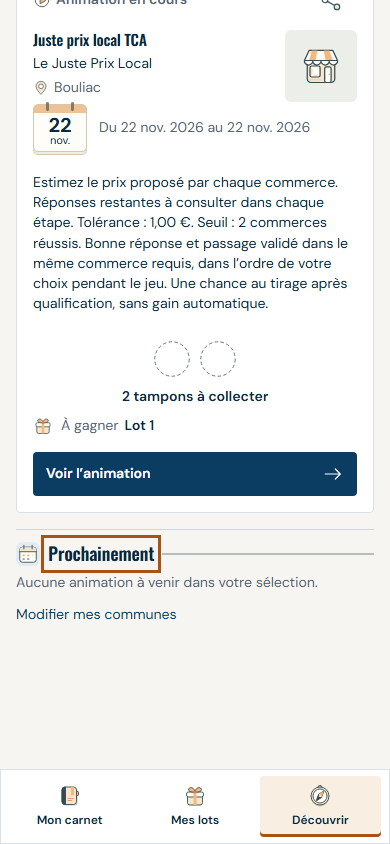 Animation en cours
Juste prix local TCA
Le Juste Prix Local
Bouliac
22
nov.
Du 22 nov. 2026 au 22 nov. 2026
Estimez le prix proposé par chaque commerce.
Réponses restantes à consulter dans chaque
étape. Tolérance : 1,00 €. Seuil : 2 commerces
réussis. Bonne réponse et passage validé dans le
même commerce requis, dans l’ordre de votre
choix pendant le jeu. Une chance au tirage après
qualification, sans gain automatique.
2 tampons à collecter
À gagner Lot 1
Voir l’animation
Prochainement
Aucune animation à venir dans votre sélection.
Modifier mes communes
Mon carnet
Mes lots
Découvrir